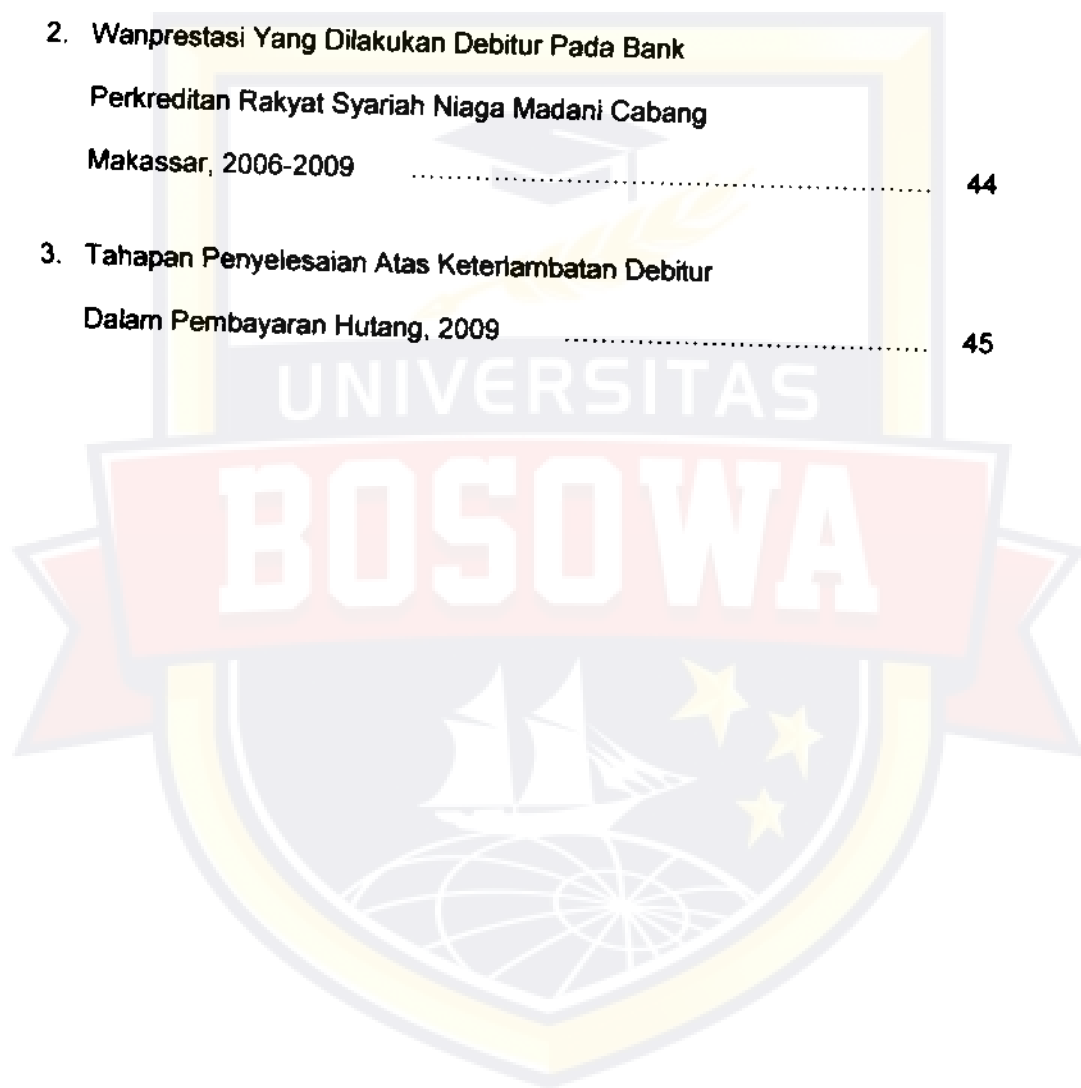 2. Wanprestasi Yang Dilakukan Debitur Pada Bank
Perkreditan Rakyat Syariah Niaga Madani Cabang
Makassar, 2006-2009 ........................................ 44
3. Tahapan Penyelesaian Atas Keterlambatan Debitur
Dalam Pembayaran Hutang, 2009 ........................................ 45
UNIVERSITAS
BOSOWA